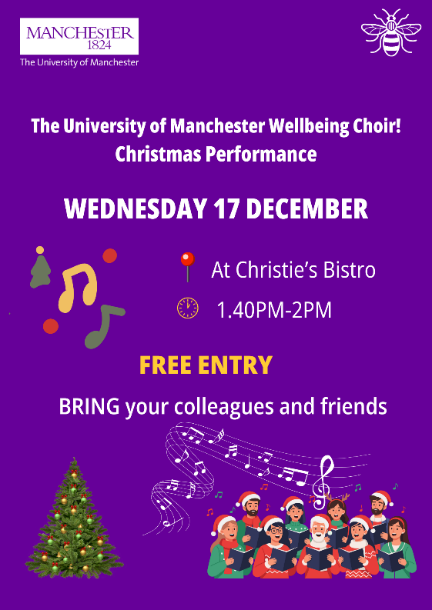 MANCHESTER
1824
The University of Manchester
The University of Manchester Wellbeing Choir!
Christmas Performance
WEDNESDAY 17 DECEMBER
At Christie's Bistro
1.40PM-2PM
FREE ENTRY
BRING your colleagues and friends